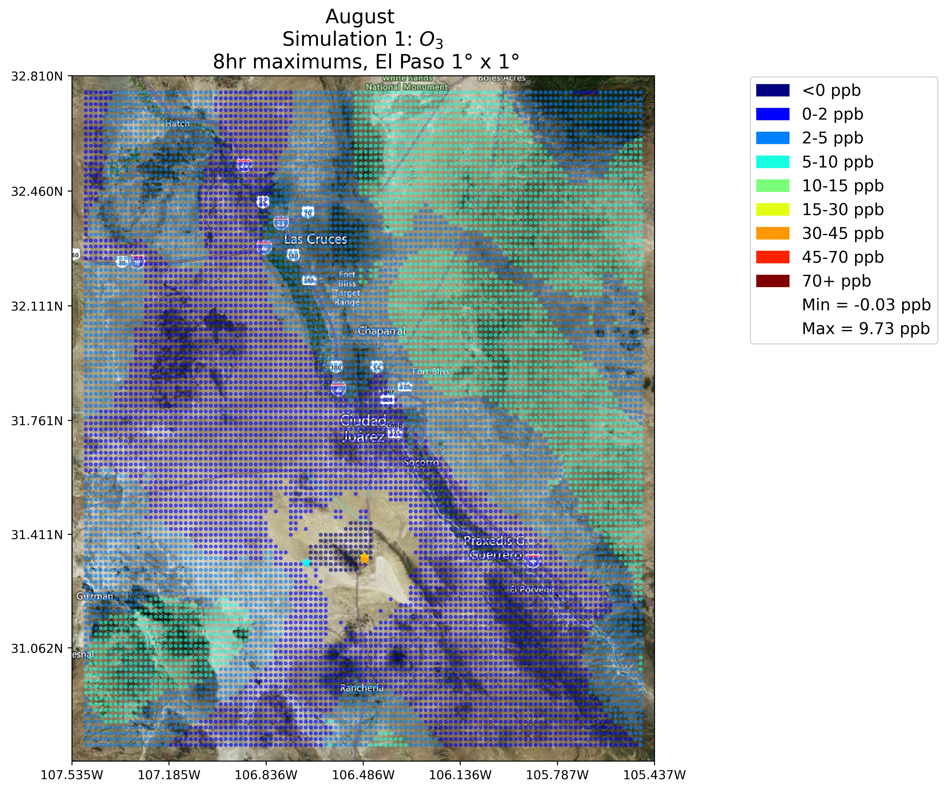 August
Simulation 1: O₃
8hr maximums, El Paso 1° x 1°
32.810N
32.460N
32.111N
31.761N
31.411N
31.062N
107.535W
107.185W
106.836W
106.486W
106.136W
105.787W
105.437W
White Sands
National Monument
Boles Acres
Hatch
Las Cruces
Fort
Bliss
Target
Range
Chaparral
Fort Bliss
Ciudad
Juárez
Socorro
Praxedis G.
Guerrero
El Porvenir
Guzmán
Ranchería
<0 ppb
0-2 ppb
2-5 ppb
5-10 ppb
10-15 ppb
15-30 ppb
30-45 ppb
45-70 ppb
70+ ppb
Min = -0.03 ppb
Max = 9.73 ppb